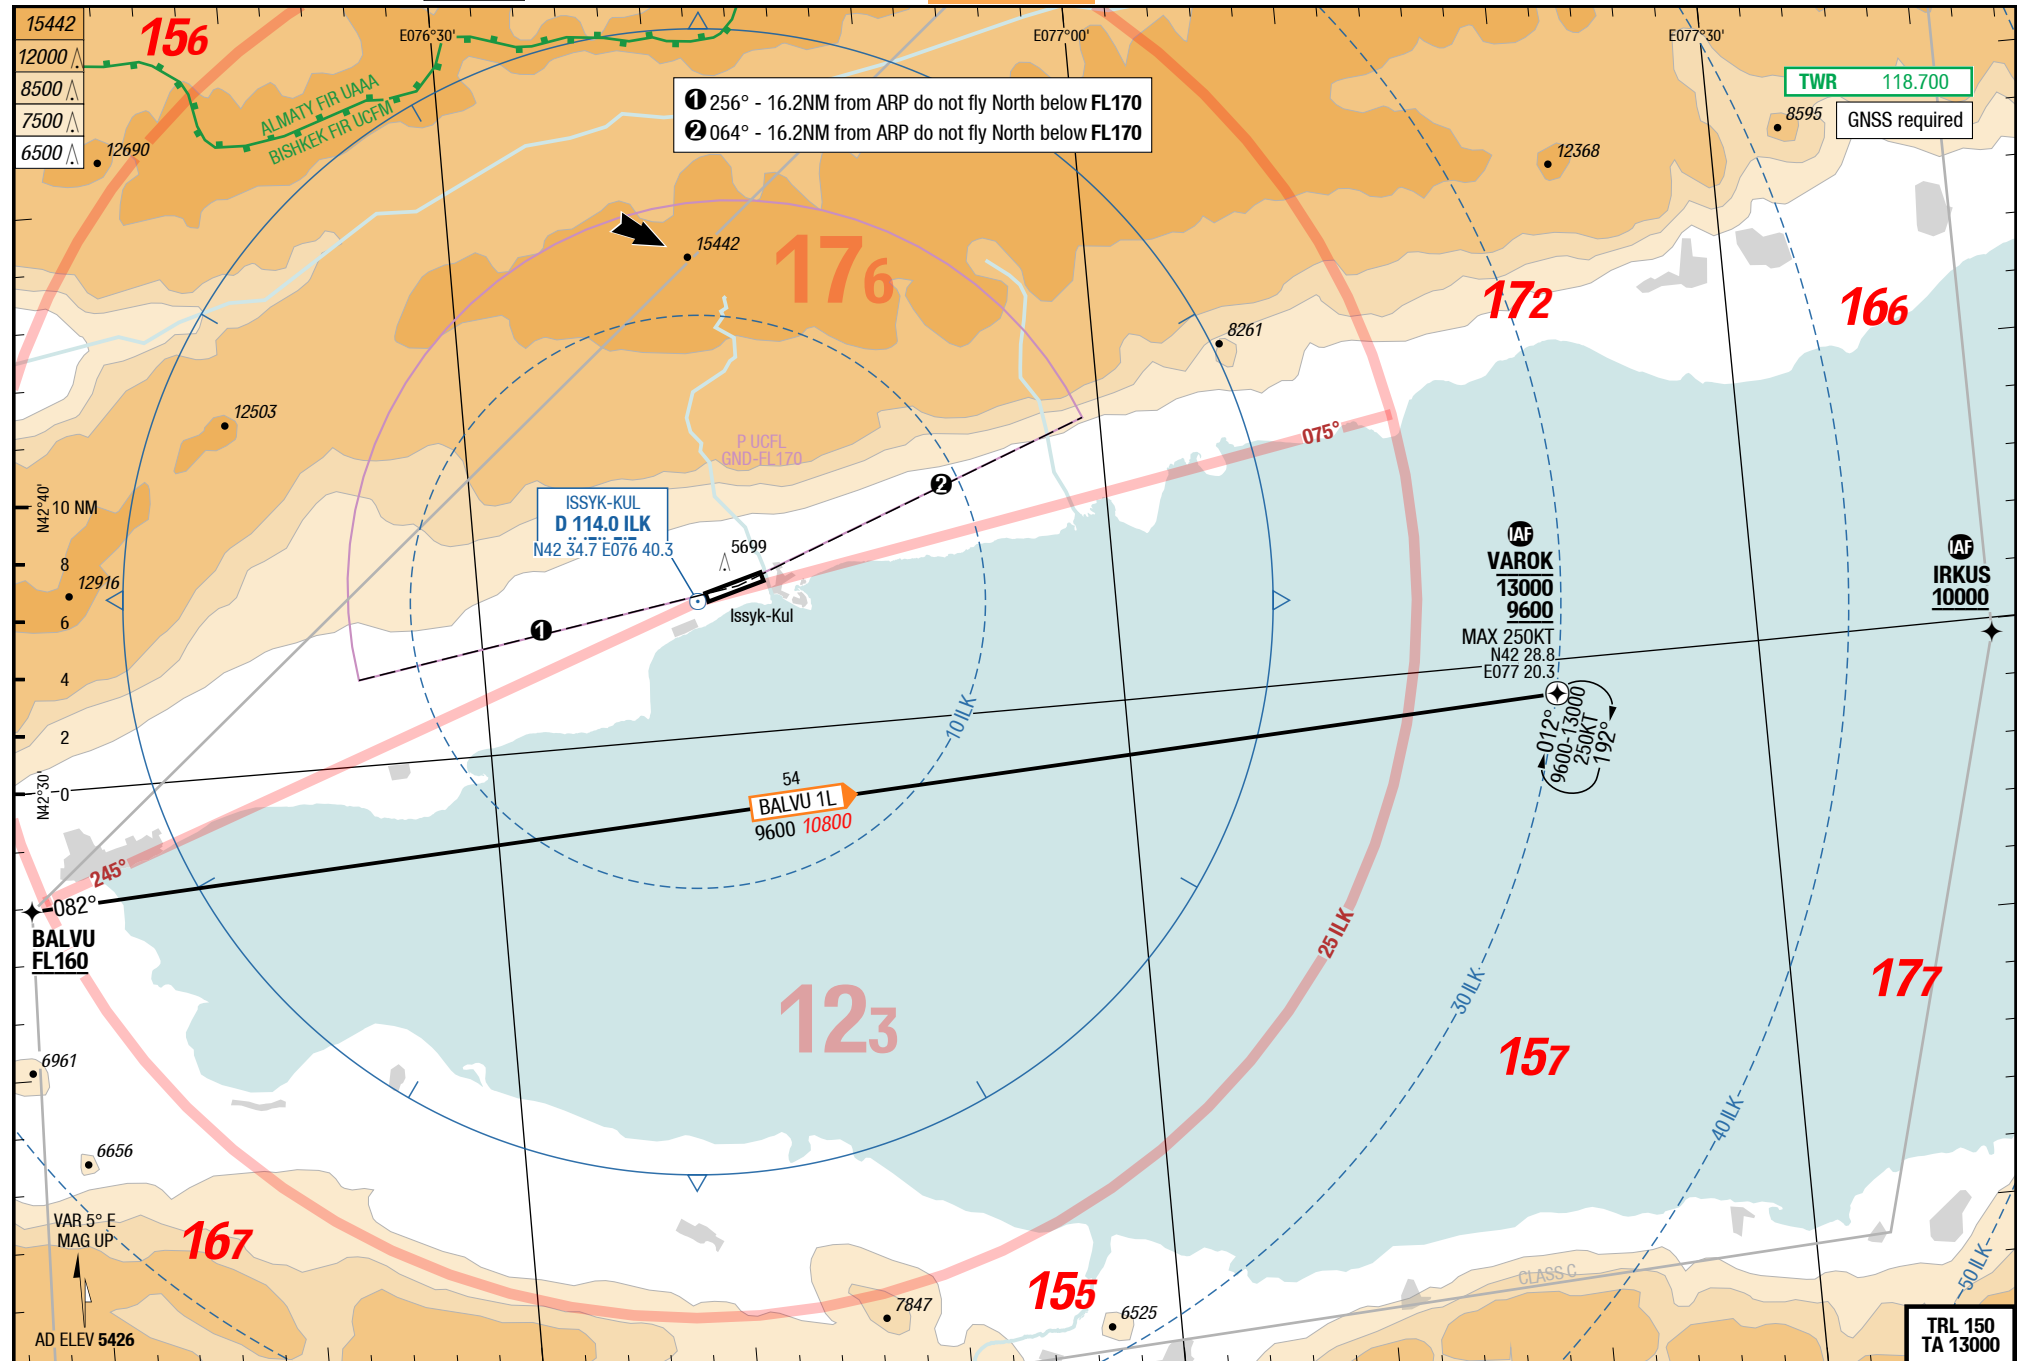 15442
12000
8500
7500
6500
156
E076°30'
E077°00'
E077°30'
TWR 118.700
GNSS required
ALMATY FIR UAAA
BISHKEK FIR UCFM
1 256° - 16.2NM from ARP do not fly North below FL170
2 064° - 16.2NM from ARP do not fly North below FL170
12690
8595
12368
15442
176
172
166
8261
12503
075°
P UCFL
GND-FL170
2
ISSYK-KUL
D 114.0 ILK
N42 34.7 E076 40.3
5699
Issyk-Kul
1
N42°40'
10 NM
8
6
4
2
0
N42°30'
12916
IAF
VAROK
13000
9600
MAX 250KT
N42 28.8
E077 20.3
IAF
IRKUS
10000
012°
9600-13000
250KT
192°
10 ILK
54
BALVU 1L
9600 10800
245°
082°
BALVU
FL160
25 ILK
30 ILK
40 ILK
50 ILK
123
177
157
6961
6656
VAR 5° E
MAG UP
167
155
7847
6525
CLASS C
AD ELEV 5426
TRL 150
TA 13000